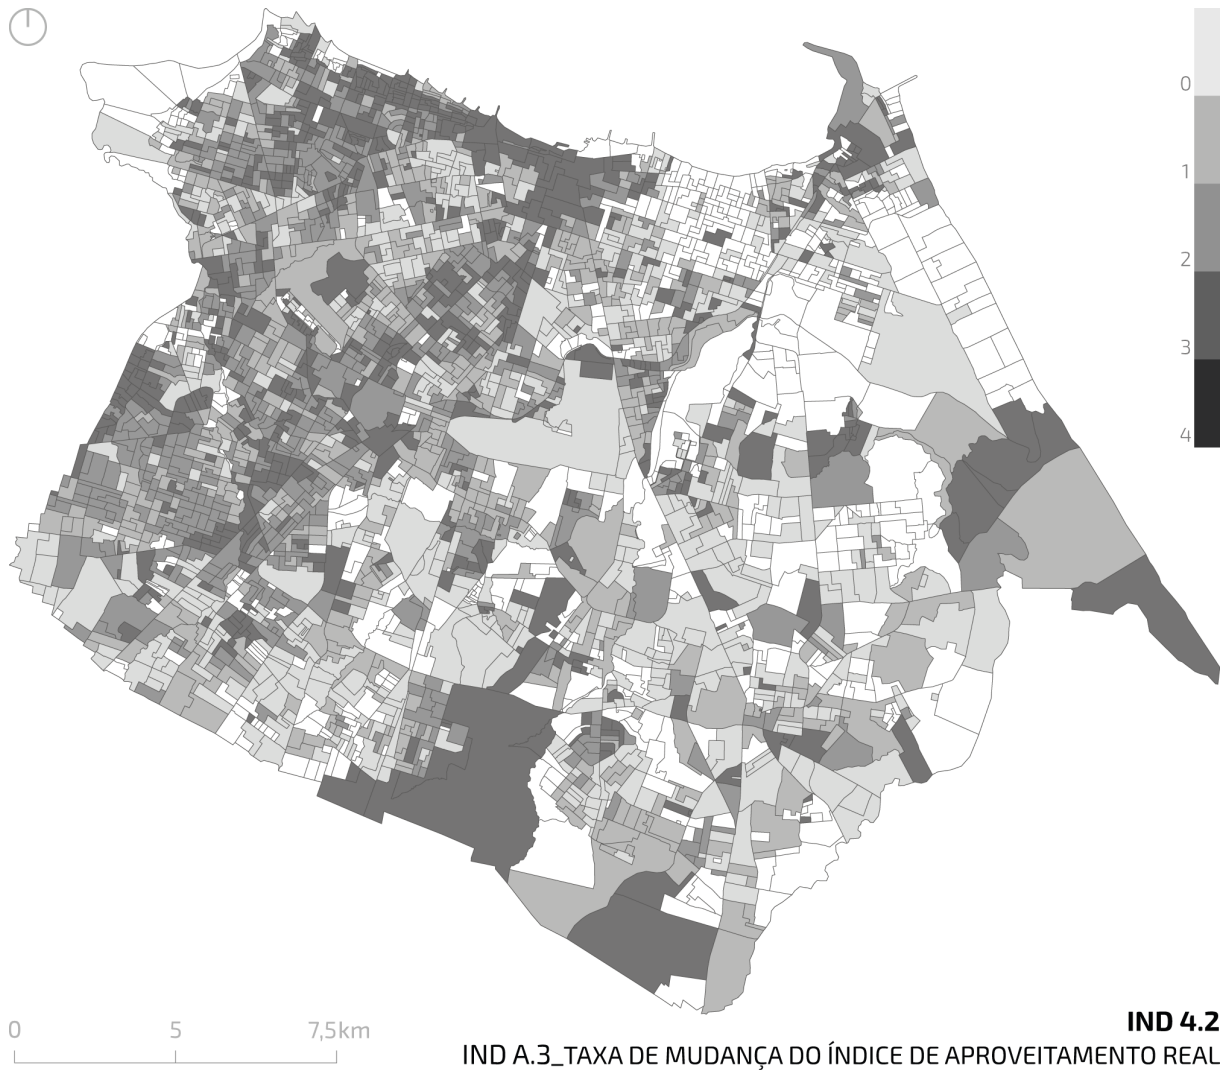 0
1
2
3
4
0 5 7,5km
IND 4.2
IND A.3_TAXA DE MUDANÇA DO ÍNDICE DE APROVEITAMENTO REAL